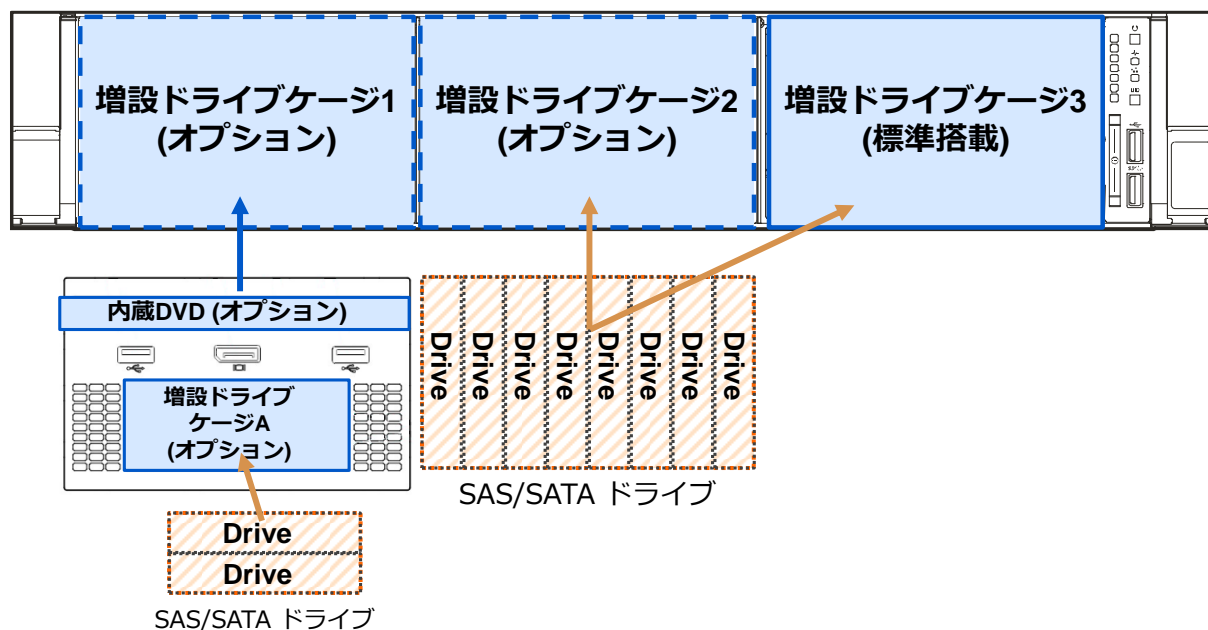 増設ドライブケージ1
(オプション)
増設ドライブケージ2
(オプション)
増設ドライブケージ3
(標準搭載)
内蔵DVD (オプション)
増設ドライブ
ケージA
(オプション)
Drive
Drive
Drive
Drive
Drive
Drive
Drive
Drive
SAS/SATA ドライブ
Drive
Drive
SAS/SATA ドライブ